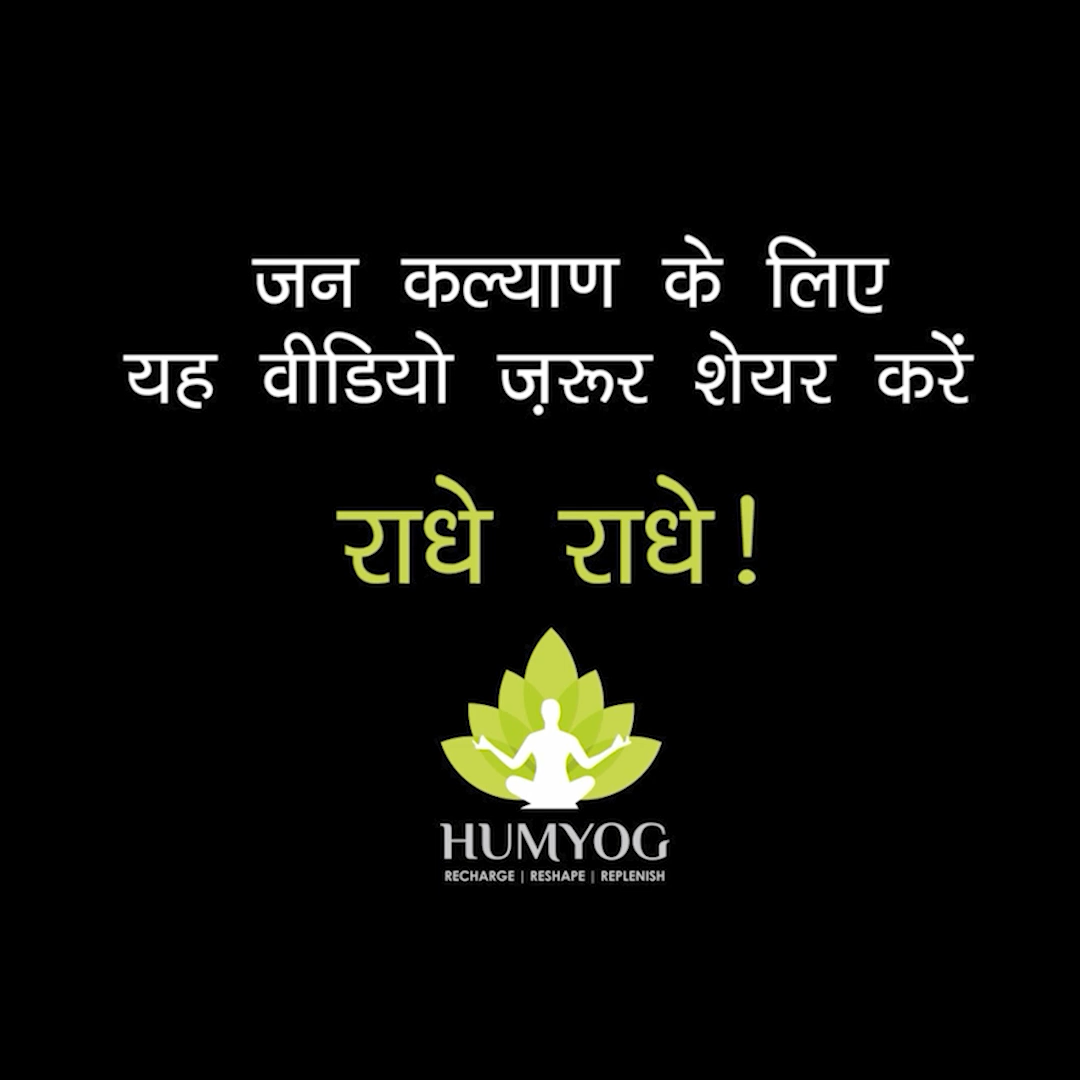 जन कल्याण के लिए
यह वीडियो ज़रूर शेयर करें
राधे राधे!
HUMYOG
RECHARGE | RESHAPE | REPLENISH